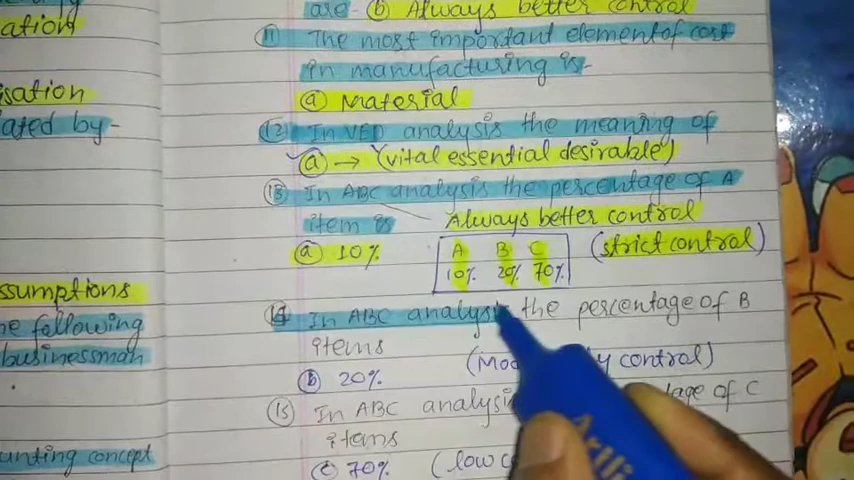 ation
isation
ated by-
ssumptions
he following
businessman
unting concept
are- (b) Always better control
(11) The most important element of cost
in manufacturing is-
(a) Material
(12) In VED analysis the meaning of
(a) → (vital essential desirable)
(13) In ABC analysis the percentage of A
item is Always better control
(a) 10% A B C (strict control)
10% 20% 70%
(14) In ABC analysis the percentage of B
items
(b) 20% control)
(15) In ABC analysis of C
items
(c) 70% (low
Artli